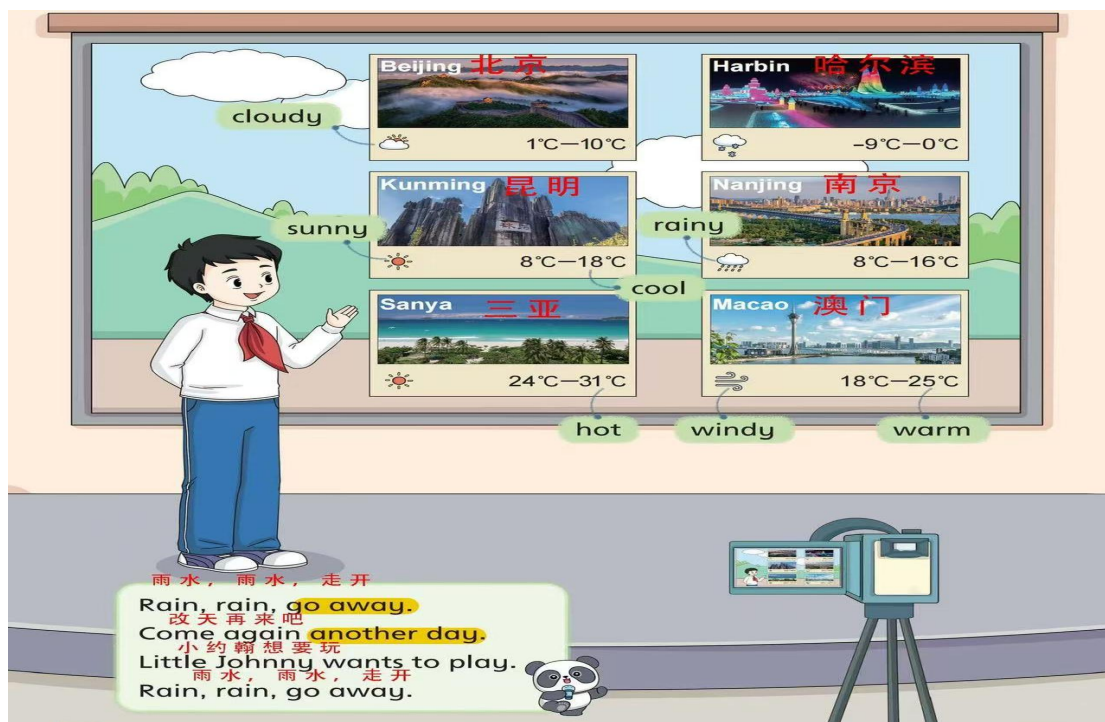 Beijing 北京
Harbin 哈尔滨
cloudy
1℃—10℃
-9℃—0℃
Kunming 昆明
Nanjing 南京
sunny
rainy
8℃—18℃
8℃—16℃
cool
Sanya 三亚
Macao 澳门
24℃—31℃
18℃—25℃
hot
windy
warm
雨水，雨水，走开
Rain, rain, go away.
改天再来吧
Come again another day.
小约翰想要玩
Little Johnny wants to play.
雨水，雨水，走开
Rain, rain, go away.